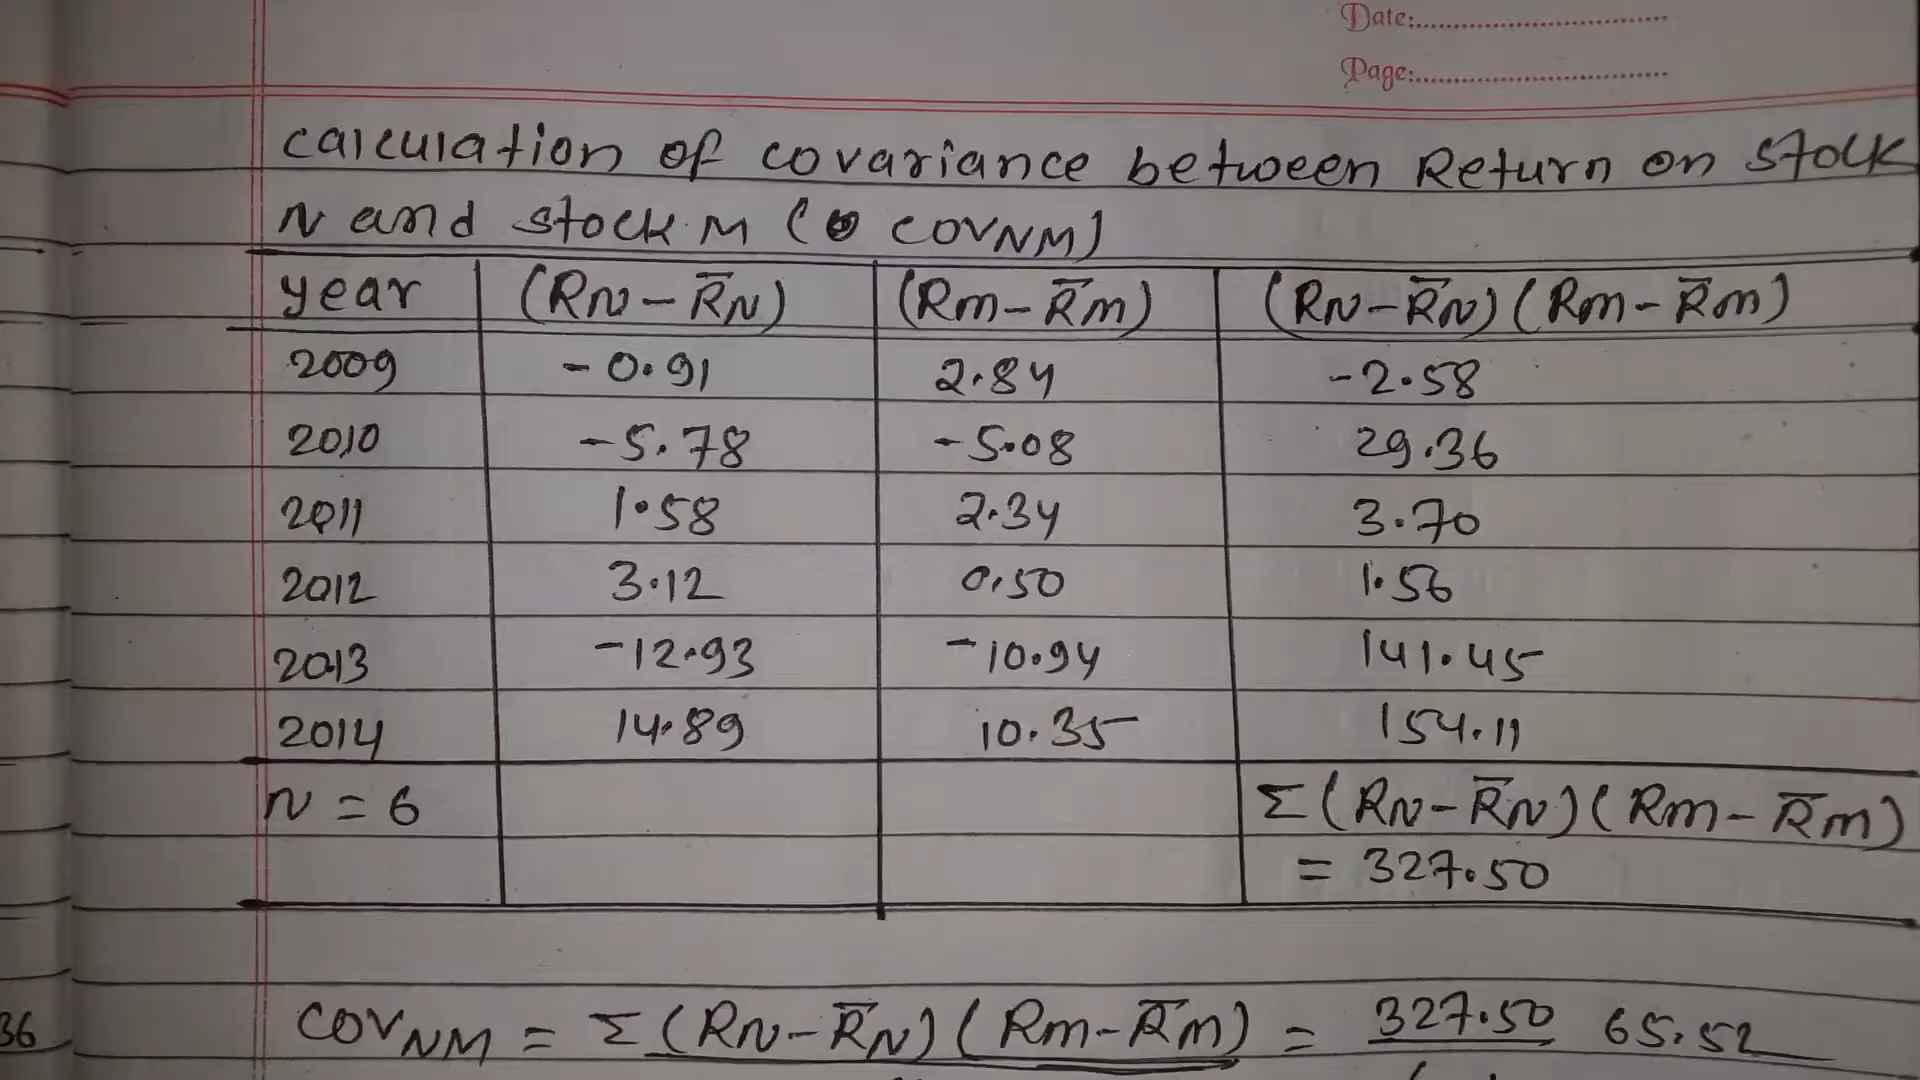 Date:
Page:
calculation of covariance between Return on stock
N and stock M ( COVNM)
year (RN-R̅N) (Rm-R̅m) (RN-R̅N)(Rm-R̅m)
2009 -0.91 2.84 -2.58
2010 -5.78 -5.08 29.36
2011 1.58 2.34 3.70
2012 3.12 0.50 1.56
2013 -12.93 -10.94 141.45
2014 14.89 10.35 154.11
N = 6 Σ(RN-R̅N)(Rm-R̅m)
= 327.50
36
COVNM = Σ(RN-R̅N)(Rm-R̅m) = 327.50 65.52